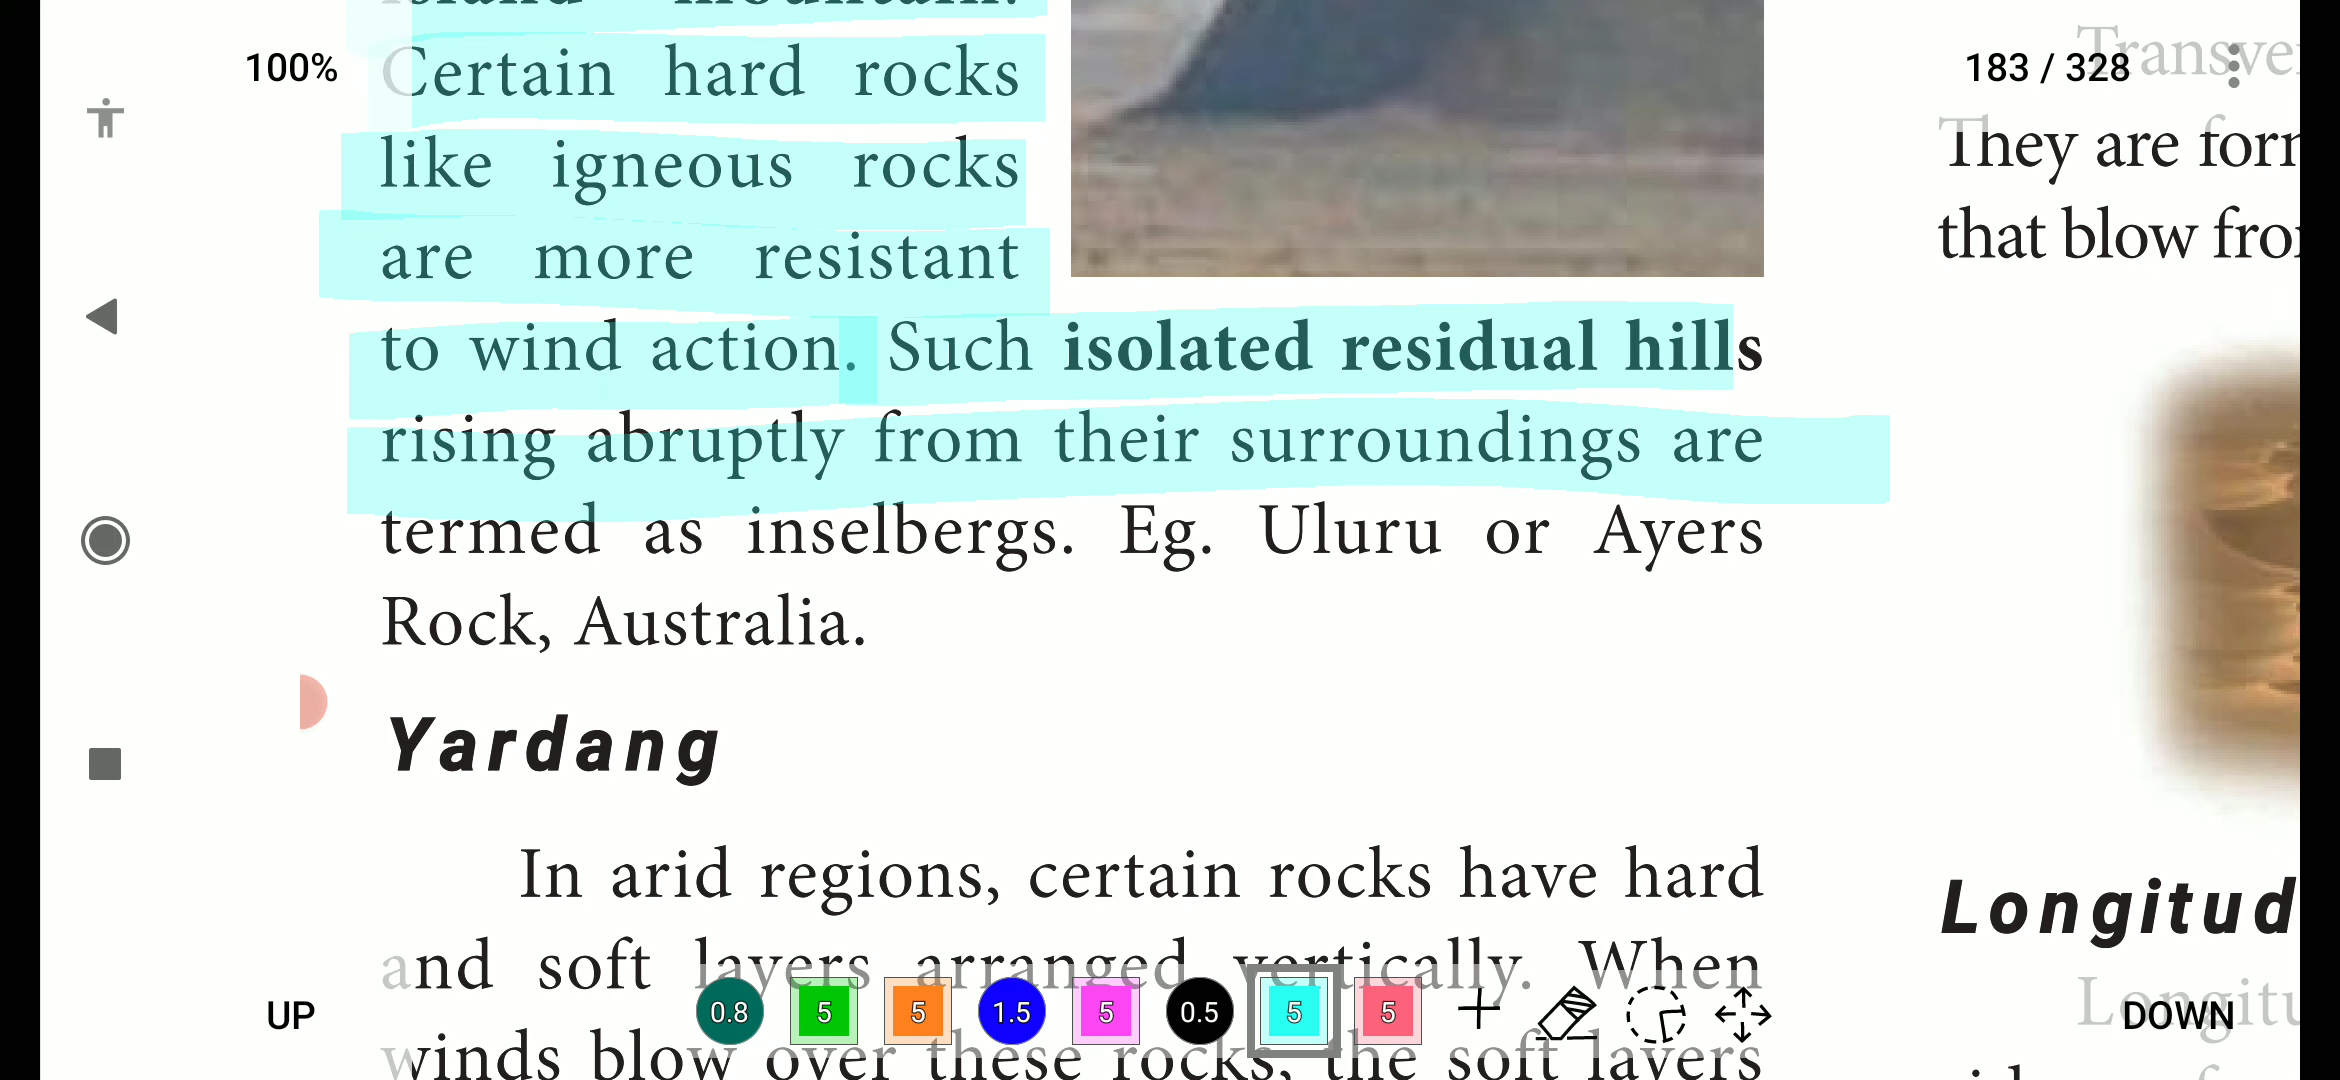 island mountain.
100%
Certain hard rocks
like igneous rocks
are more resistant
to wind action. Such isolated residual hills
rising abruptly from their surroundings are
termed as inselbergs. Eg. Uluru or Ayers
Rock, Australia.
Yardang
In arid regions, certain rocks have hard
and soft layers arranged vertically. When
winds blow over these rocks, the soft layers
183 / 328
They are
that blow
UP
0.8
5
5
1.5
5
0.5
5
5
DOWN